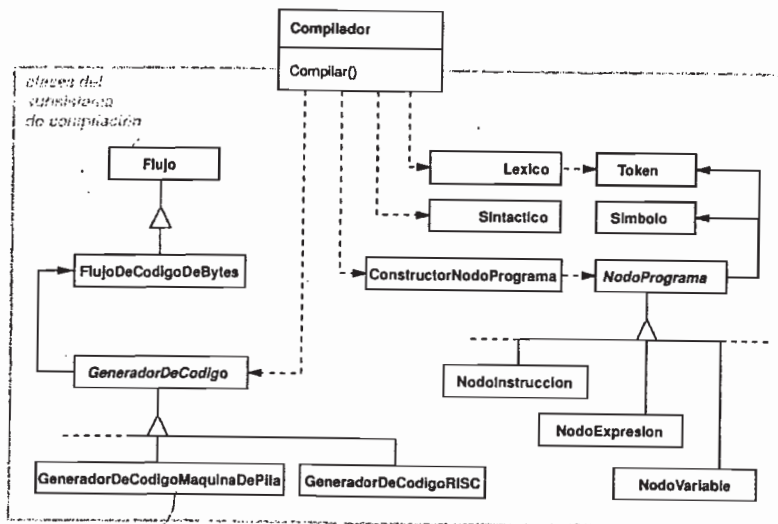 Compilador
Compilar()
clases del
subsistema
de compilación
Flujo
Lexico
Token
Sintactico
Simbolo
FlujoDeCodigoDeBytes
ConstructorNodoPrograma
NodoPrograma
GeneradorDeCodigo
NodoInstruccion
NodoExpresion
GeneradorDeCodigoMaquinaDePila
GeneradorDeCodigoRISC
NodoVariable